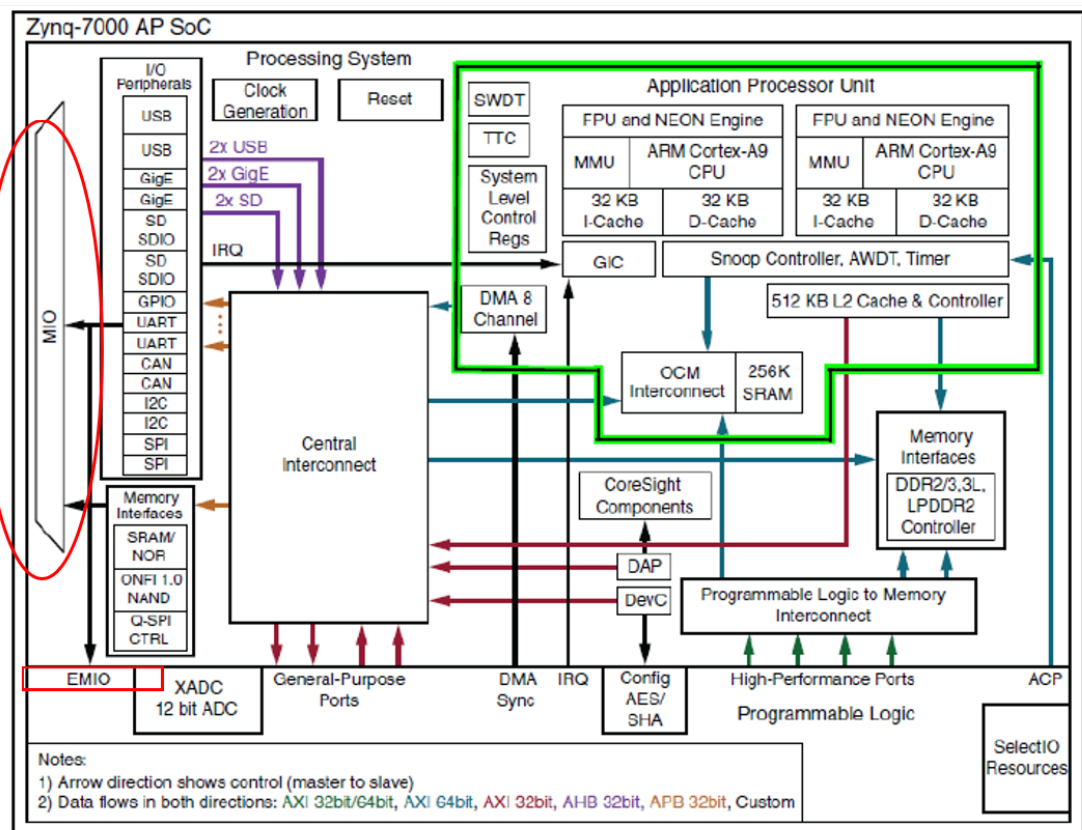 Zynq-7000 AP SoC
Processing System
I/O
Peripherals
USB
USB
GigE
GigE
SD
SDIO
SD
SDIO
GPIO
UART
UART
CAN
CAN
I2C
I2C
SPI
SPI
MIO
Clock
Generation
Reset
2x USB
2x GigE
2x SD
IRQ
Application Processor Unit
SWDT
TTC
System
Level
Control
Regs
FPU and NEON Engine
MMU
ARM Cortex-A9
CPU
32 KB
I-Cache
32 KB
D-Cache
FPU and NEON Engine
MMU
ARM Cortex-A9
CPU
32 KB
I-Cache
32 KB
D-Cache
GIC
Snoop Controller, AWDT, Timer
DMA 8
Channel
512 KB L2 Cache & Controller
OCM
Interconnect
256K
SRAM
Central
Interconnect
Memory
Interfaces
DDR2/3,3L,
LPDDR2
Controller
CoreSight
Components
DAP
DevC
Programmable Logic to Memory
Interconnect
Memory
Interfaces
SRAM/
NOR
ONFI 1.0
NAND
Q-SPI
CTRL
EMIO
XADC
12 bit ADC
General-Purpose
Ports
DMA
Sync
IRQ
Config
AES/
SHA
High-Performance Ports
ACP
Programmable Logic
SelectIO
Resources
Notes:
1) Arrow direction shows control (master to slave)
2) Data flows in both directions: AXI 32bit/64bit, AXI 64bit, AXI 32bit, AHB 32bit, APB 32bit, Custom